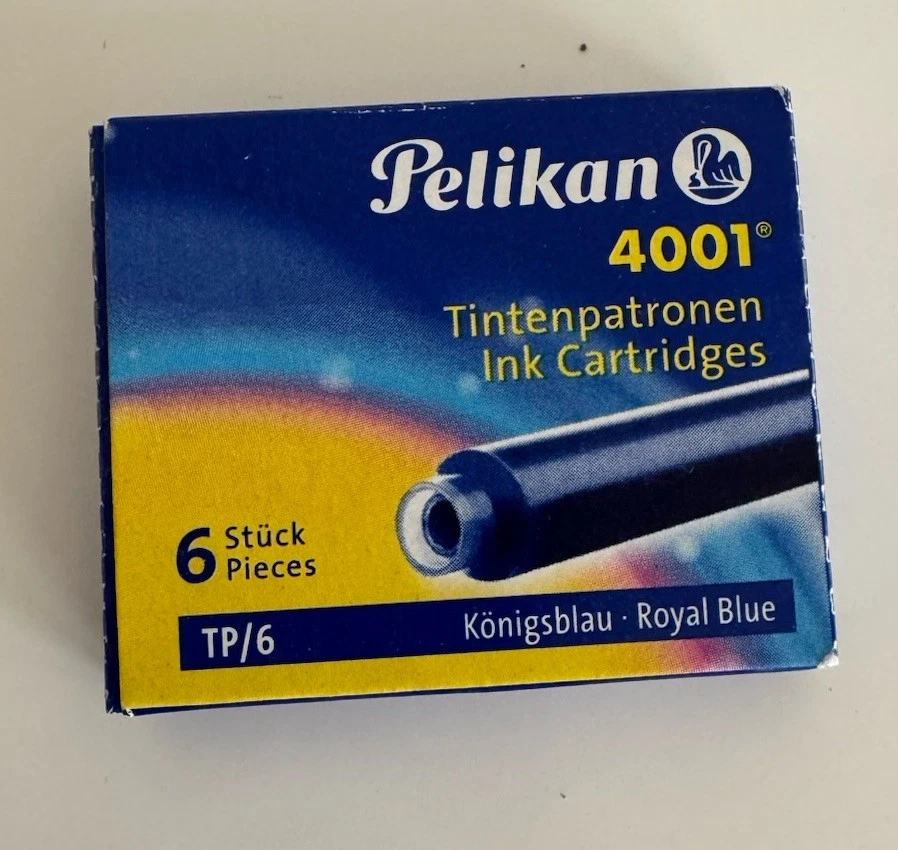 Pelikan
4001®
Tintenpatronen
Ink Cartridges
6 Stück
Pieces
TP/6 Königsblau · Royal Blue